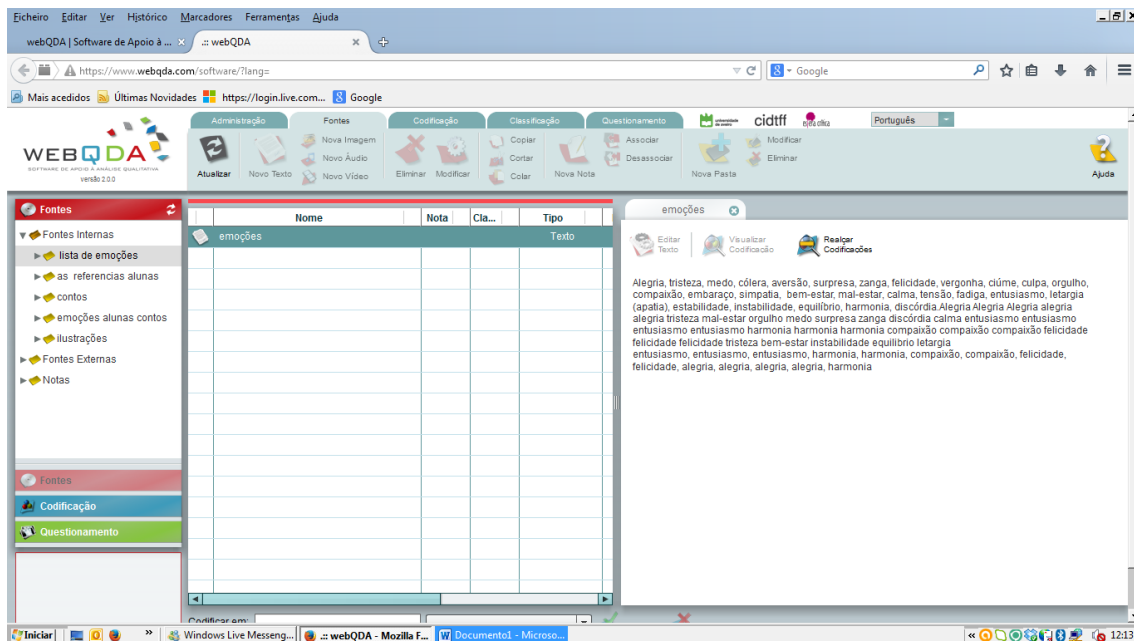 Ficheiro Editar Ver Histórico Marcadores Ferramentas Ajuda
webQDA | Software de Apoio à ... .:: webQDA
https://www.webqda.com/software/?lang= Google
Mais acedidos Últimas Novidades https://login.live.com... Google
Administração Fontes Codificação Classificação Questionamento cidtff Português
WEBQDA
SOFTWARE DE APOIO À ANÁLISE QUALITATIVA
versão 2.0.0
Atualizar Novo Texto Nova Imagem Novo Áudio Novo Vídeo Eliminar Modificar Copiar Cortar Colar Nova Nota Associar Desassociar Nova Pasta Modificar Eliminar Ajuda
Fontes
Fontes Internas
lista de emoções
as referencias alunas
contos
emoções alunas contos
ilustrações
Fontes Externas
Notas
Fontes
Codificação
Questionamento
Nome Nota Cla... Tipo
emoções Texto
Codificar em:
emoções
Editar Texto Visualizar Codificação Realçar Codificações
Alegria, tristeza, medo, cólera, aversão, surpresa, zanga, felicidade, vergonha, ciúme, culpa, orgulho,
compaixão, embaraço, simpatia, bem-estar, mal-estar, calma, tensão, fadiga, entusiasmo, letargia
(apatia), estabilidade, instabilidade, equilíbrio, harmonia, discórdia.Alegria Alegria Alegria alegria
alegria tristeza mal-estar orgulho medo surpresa zanga discórdia calma entusiasmo entusiasmo
entusiasmo entusiasmo harmonia harmonia harmonia compaixão compaixão compaixão felicidade
felicidade felicidade tristeza bem-estar instabilidade equilibrio letargia
entusiasmo, entusiasmo, entusiasmo, harmonia, harmonia, compaixão, compaixão, felicidade,
felicidade, alegria, alegria, alegria, alegria, harmonia
Iniciar Windows Live Messeng... .:: webQDA - Mozilla F... Documento1 - Microso... 12:13